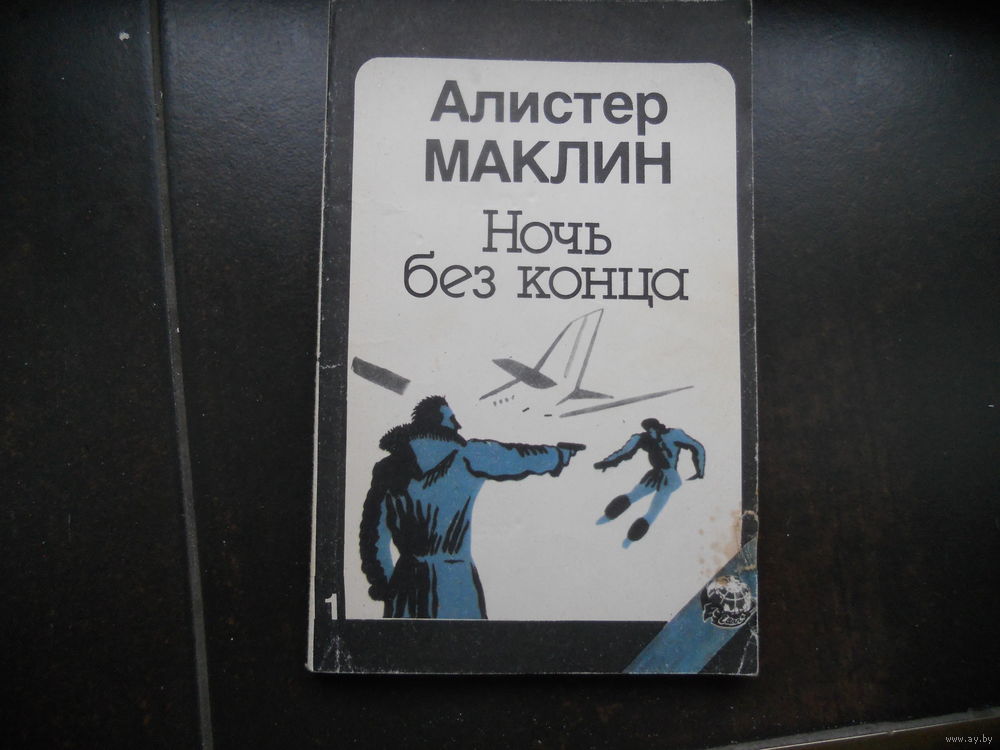 Алистер
МАКЛИН
Ночь
без конца
1
www.ay.by